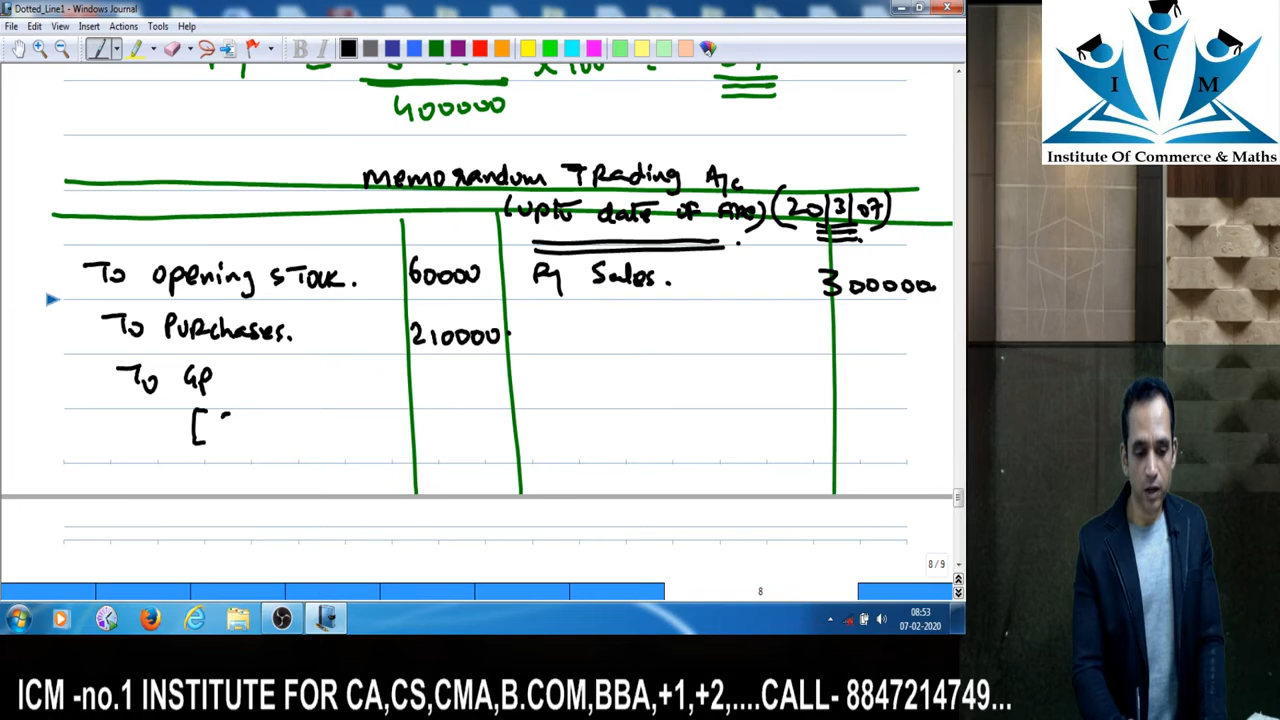 Dotted_Line1 - Windows Journal
File Edit View Insert Actions Tools
B I
400000
Memorandum Trading A/c
(upto date of fire) (20|3|07)
To opening STOCK. 60000 By Sales. 300000
To Purchases. 210000
To GP
[
8/9
8
08:53
07-02-2020
I C M
Institute Of Commerce & Maths
ICM -no.1 INSTITUTE FOR CA,CS,CMA,B.COM,BBA,+1,+2,....CALL- 8847214749...